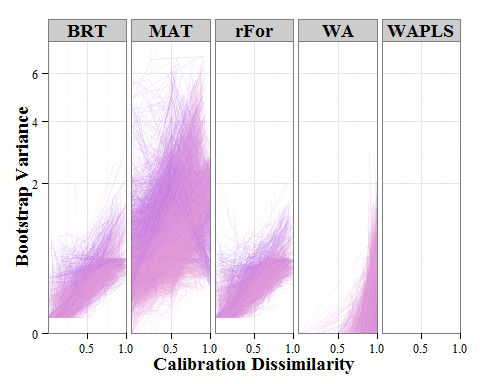 BRT MAT rFor WA WAPLS
6
4
2
0
Bootstrap Variance
0.5 1.0 0.5 1.0 0.5 1.0 0.5 1.0 0.5 1.0
Calibration Dissimilarity